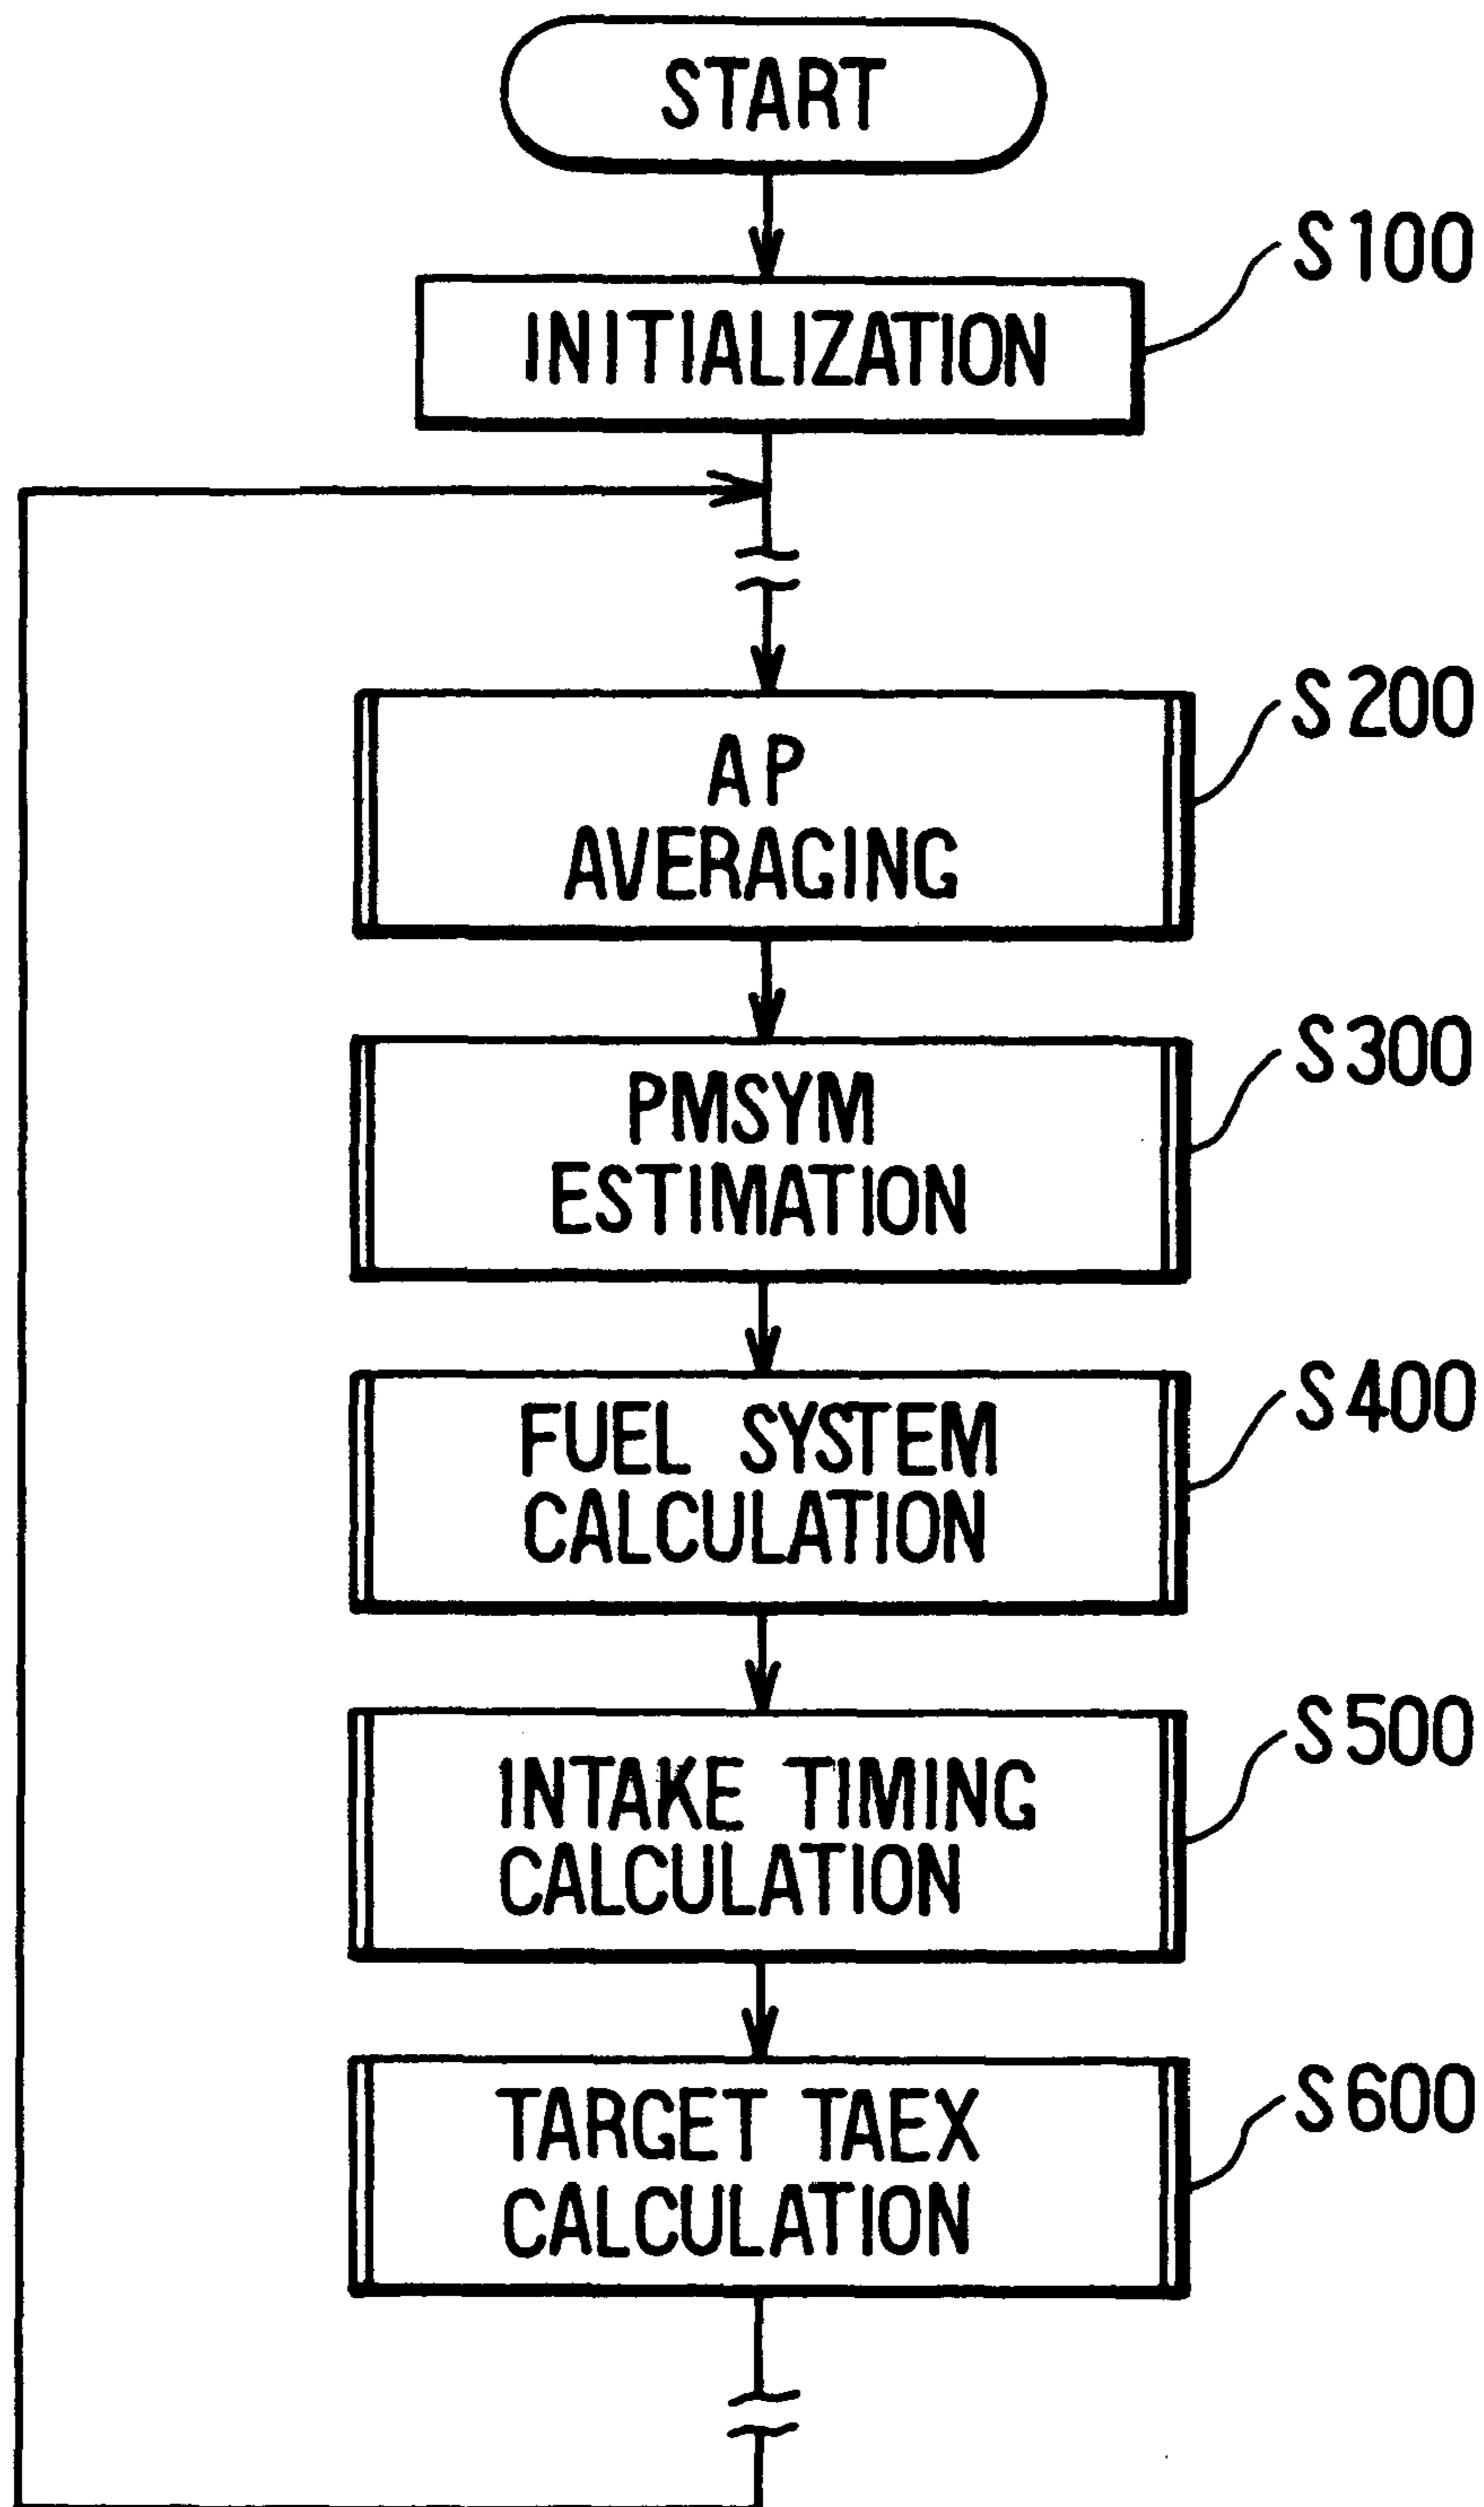 START
INITIALIZATION
S100
AP
AVERAGING
S200
PMSYM
ESTIMATION
S300
FUEL SYSTEM
CALCULATION
S400
INTAKE TIMING
CALCULATION
S500
TARGET TAEX
CALCULATION
S600